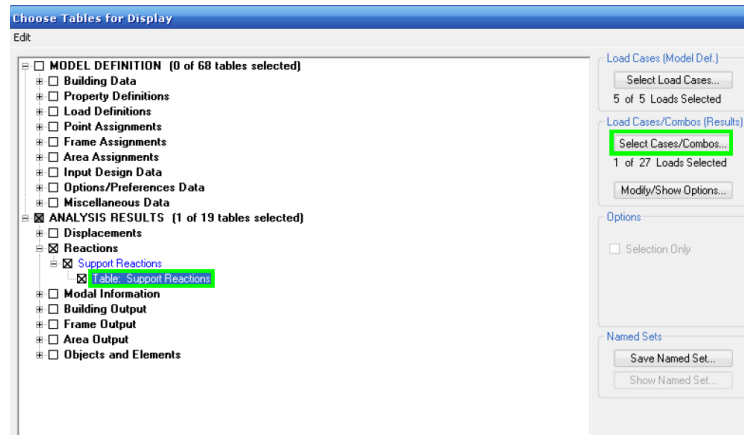 Choose Tables for Display
Edit
MODEL DEFINITION (0 of 68 tables selected)
Building Data
Property Definitions
Load Definitions
Point Assignments
Frame Assignments
Area Assignments
Input Design Data
Options/Preferences Data
Miscellaneous Data
ANALYSIS RESULTS (1 of 19 tables selected)
Displacements
Reactions
Support Reactions
Table: Support Reactions
Modal Information
Building Output
Frame Output
Area Output
Objects and Elements
Load Cases (Model Def.)
Select Load Cases...
5 of 5 Loads Selected
Load Cases/Combos (Results)
Select Cases/Combos...
1 of 27 Loads Selected
Modify/Show Options...
Options
Selection Only
Named Sets
Save Named Set...
Show Named Set...